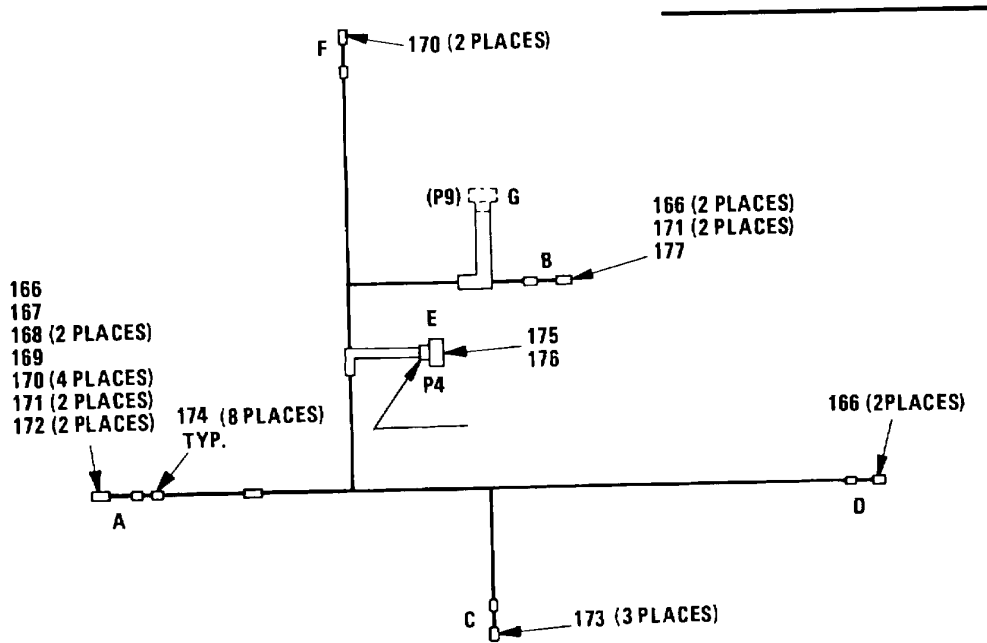 F
170 (2 PLACES)
(P9)
G
166 (2 PLACES)
171 (2 PLACES)
177
B
166
167
168 (2 PLACES)
169
170 (4 PLACES)
171 (2 PLACES)
172 (2 PLACES)
E
175
176
P4
174 (8 PLACES)
TYP.
166 (2PLACES)
A
D
C
173 (3 PLACES)